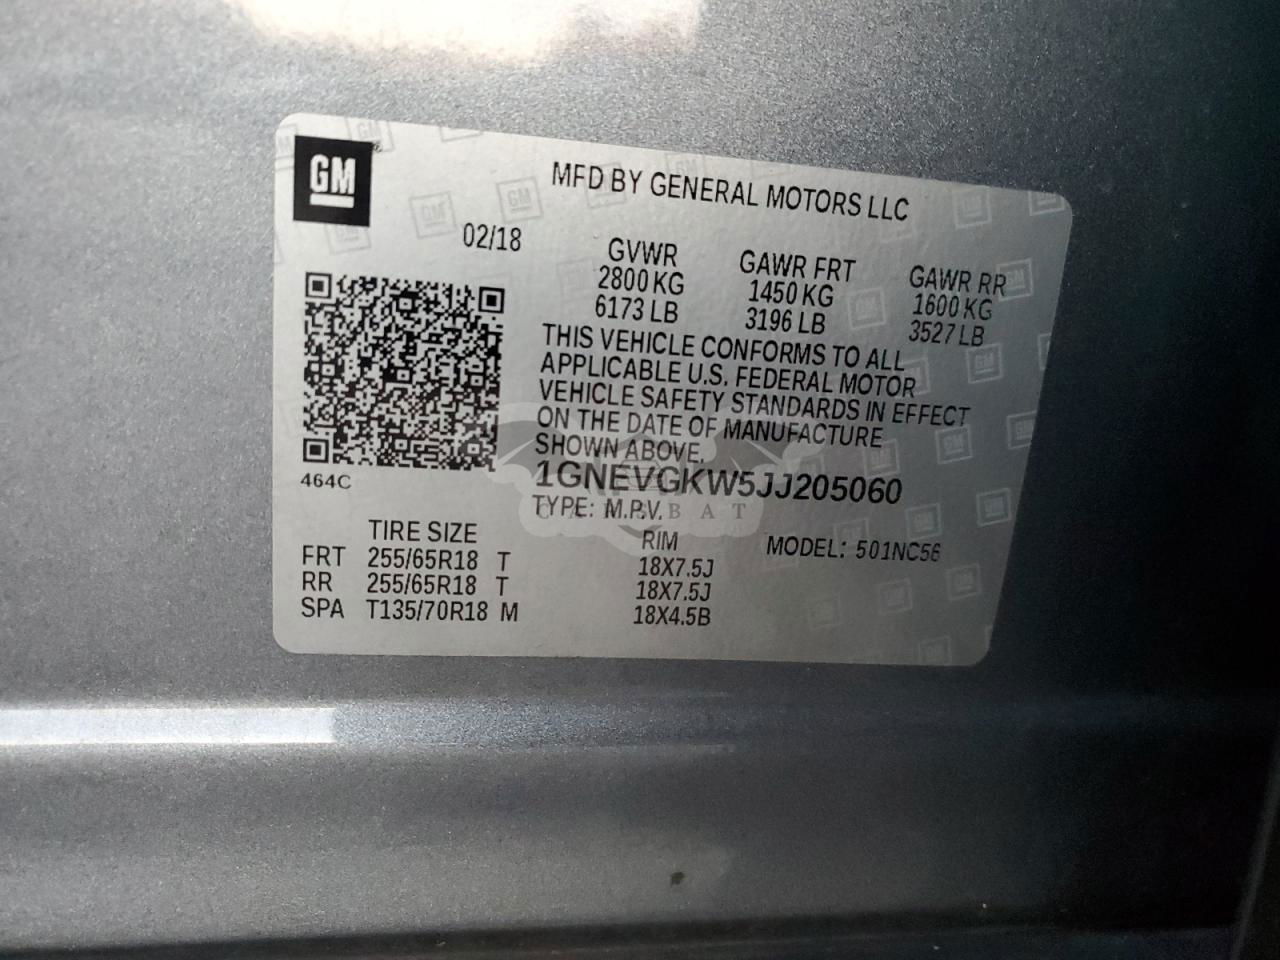 GM
MFD BY GENERAL MOTORS LLC
02/18
GVWR GAWR FRT GAWR RR
2800 KG 1450 KG 1600 KG
6173 LB 3196 LB 3527 LB
THIS VEHICLE CONFORMS TO ALL
APPLICABLE U.S. FEDERAL MOTOR
VEHICLE SAFETY STANDARDS IN EFFECT
ON THE DATE OF MANUFACTURE
SHOWN ABOVE.
464C
1GNEVGKW5JJ205060
TYPE: M.P.V.
MODEL: 501NC56
TIRE SIZE RIM
FRT 255/65R18 T 18X7.5J
RR 255/65R18 T 18X7.5J
SPA T135/70R18 M 18X4.5B